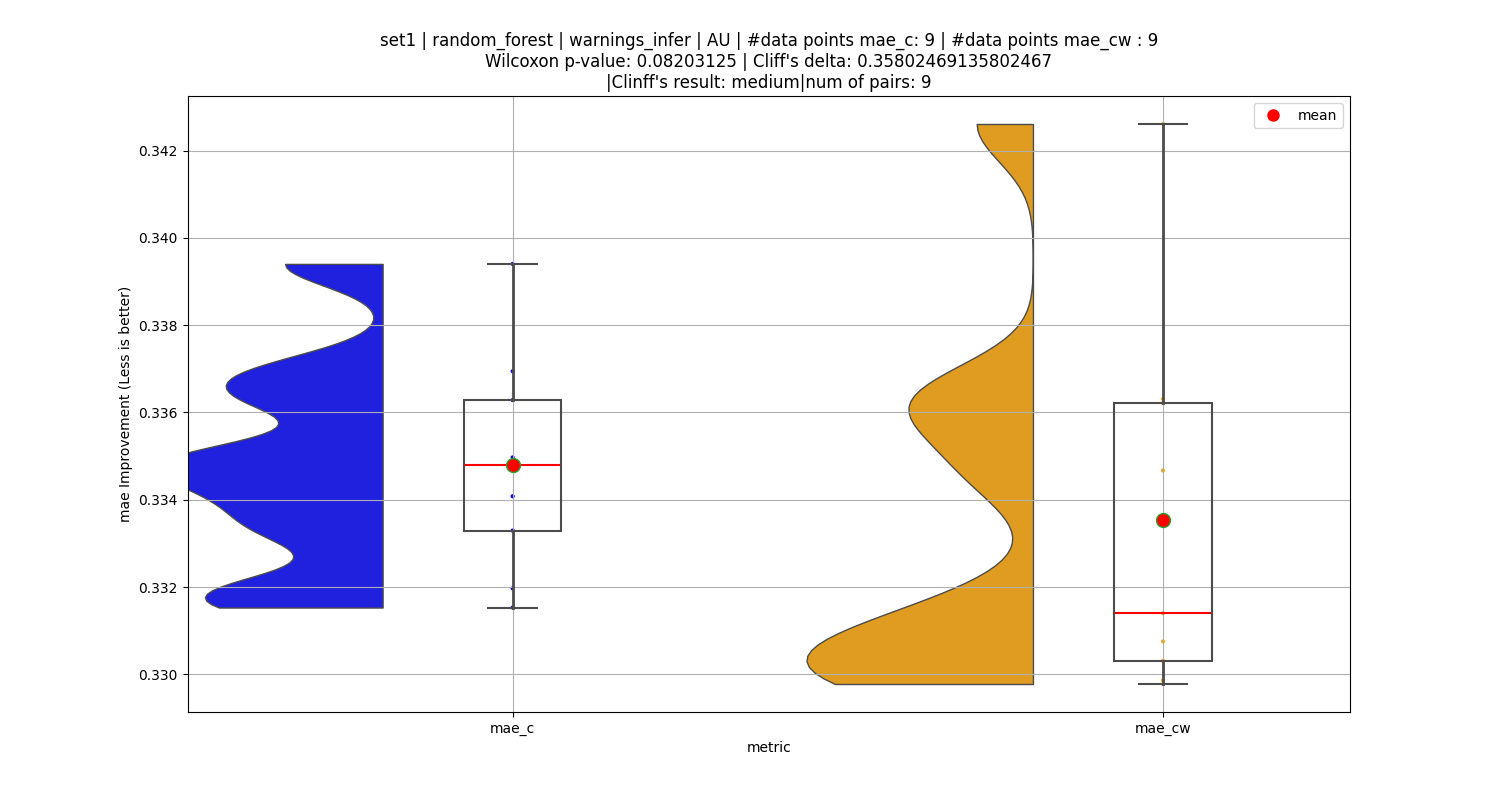 set1 | random_forest | warnings_infer | AU | #data points mae_c: 9 | #data points mae_cw : 9
Wilcoxon p-value: 0.08203125 | Cliff's delta: 0.35802469135802467
|Clinff's result: medium|num of pairs: 9
mean
mae Improvement (Less is better)
0.342
0.340
0.338
0.336
0.334
0.332
0.330
mae_c
mae_cw
metric